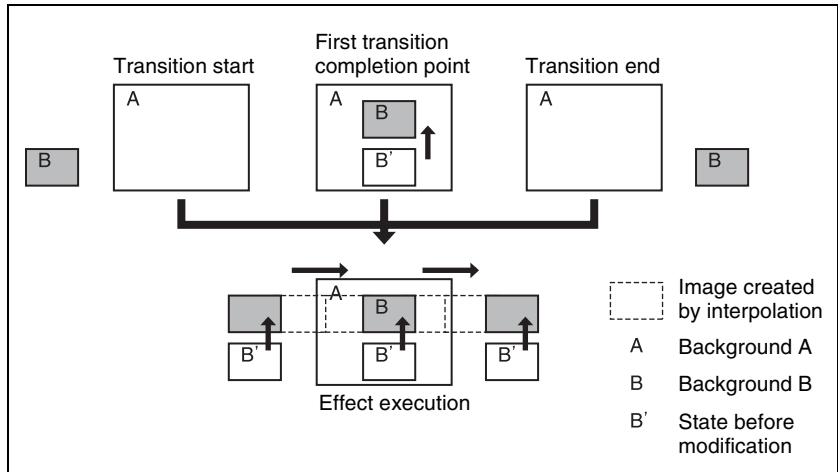 Transition start
First transition
completion point
Transition end
A
A
A
B
B
B'
B
A
B
B'
B'
B'
Effect execution
Image created
by interpolation
A Background A
B Background B
B' State before
modification